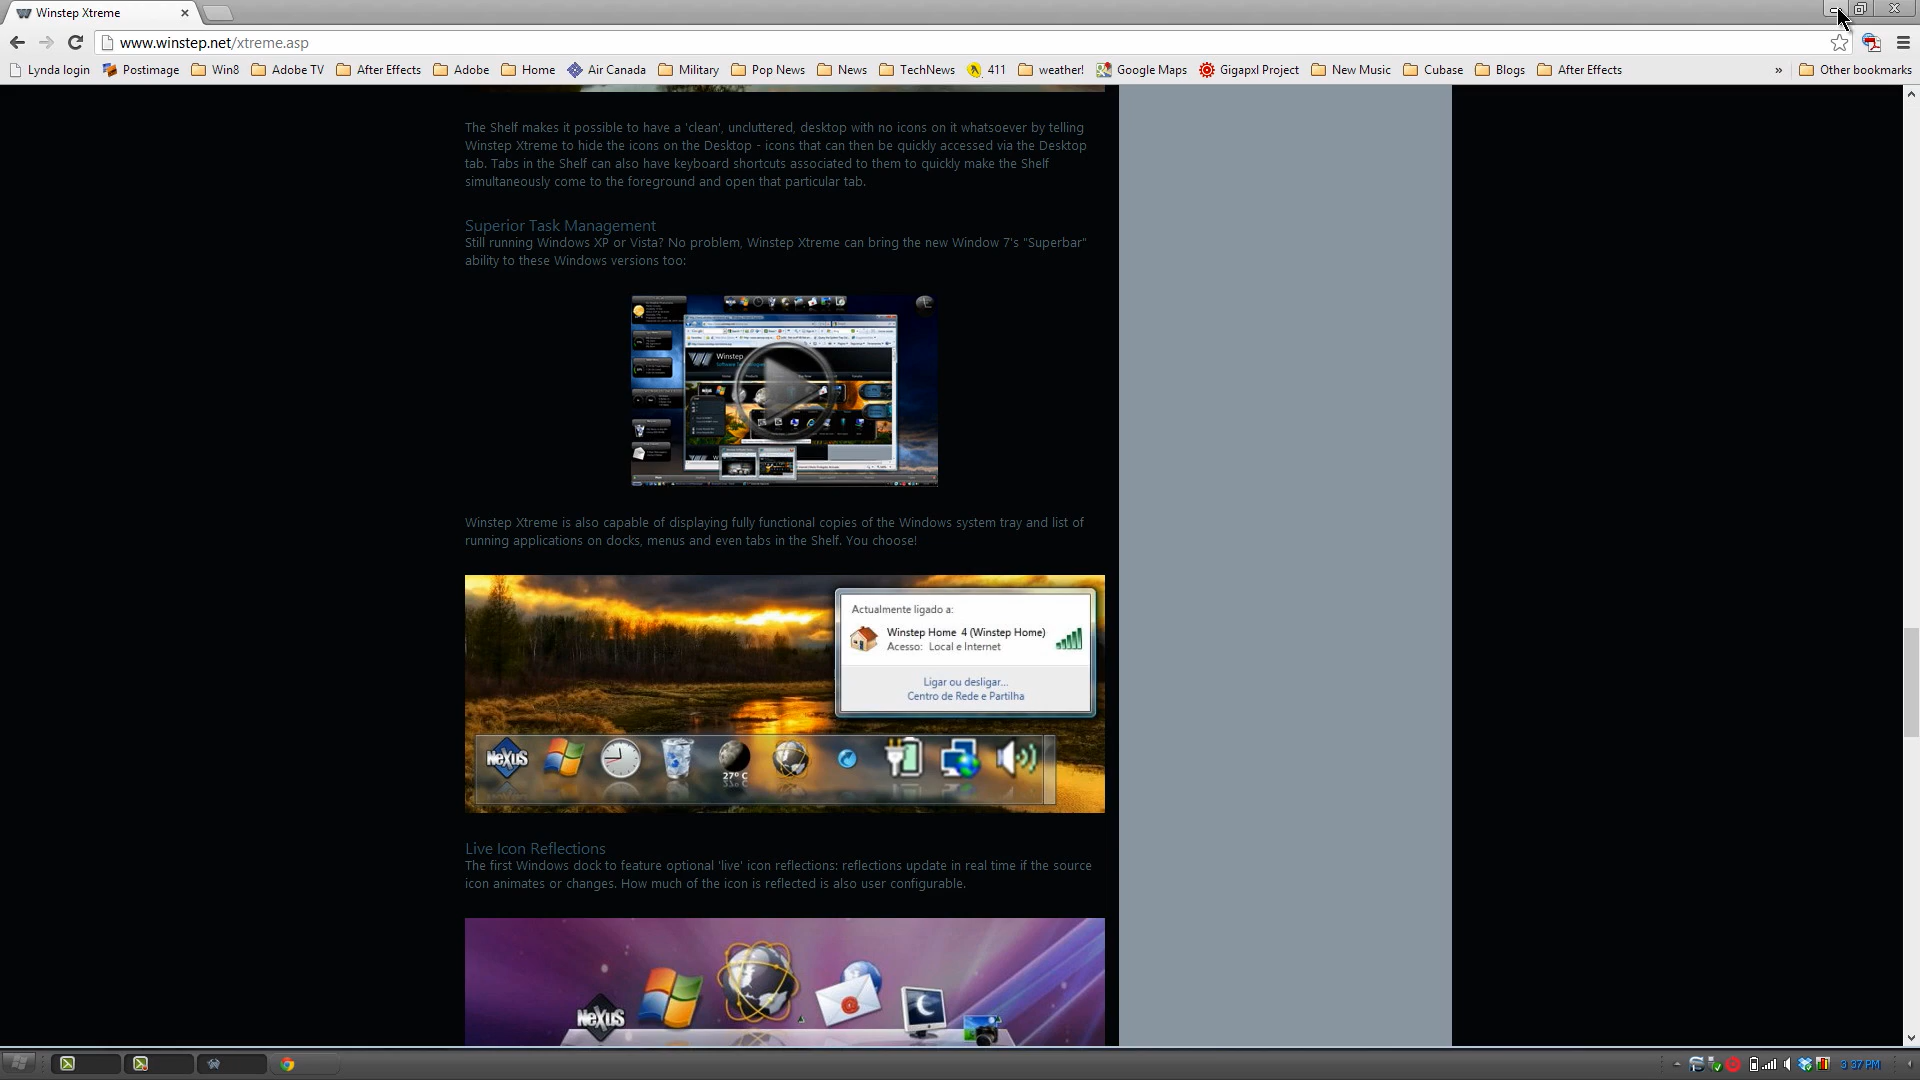 Winstep Xtreme
www.winstep.net/xtreme.asp
Lynda login Postimage Win8 Adobe TV After Effects Adobe Home Air Canada Military Pop News News TechNews 411 weather! Google Maps Gigapxl Project New Music Cubase Blogs After Effects » Other bookmarks
The Shelf makes it possible to have a 'clean', uncluttered, desktop with no icons on it whatsoever by telling
Winstep Xtreme to hide the icons on the Desktop - icons that can then be quickly accessed via the Desktop
tab. Tabs in the Shelf can also have keyboard shortcuts associated to them to quickly make the Shelf
simultaneously come to the foreground and open that particular tab.
Superior Task Management
Still running Windows XP or Vista? No problem, Winstep Xtreme can bring the new Window 7's "Superbar"
ability to these Windows versions too:
Winstep
Winstep Xtreme is also capable of displaying fully functional copies of the Windows system tray and list of
running applications on docks, menus and even tabs in the Shelf. You choose!
Actualmente ligado a:
Winstep Home 4 (Winstep Home)
Acesso: Local e Internet
Ligar ou desligar...
Centro de Rede e Partilha
NeXuS
27º C
Live Icon Reflections
The first Windows dock to feature optional 'live' icon reflections: reflections update in real time if the source
icon animates or changes. How much of the icon is reflected is also user configurable.
NeXuS
3:37 PM